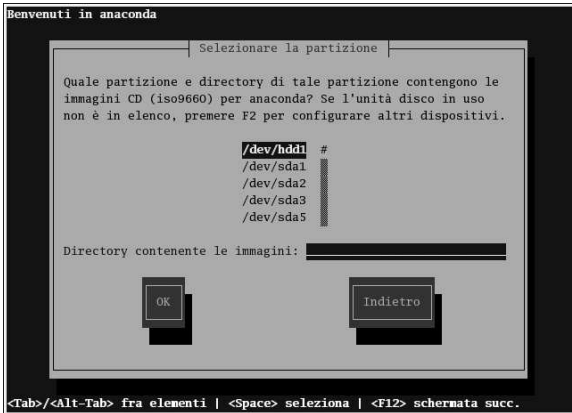 Benvenuti in anaconda
Selezionare la partizione
Quale partizione e directory di tale partizione contengono le
immagini CD (iso9660) per anaconda? Se l'unità disco in uso
non è in elenco, premere F2 per configurare altri dispositivi.
/dev/hdd1 #
/dev/sda1
/dev/sda2
/dev/sda3
/dev/sda5
Directory contenente le immagini:
OK Indietro
<Tab>/<Alt-Tab> fra elementi | <Space> seleziona | <F12> schermata succ.